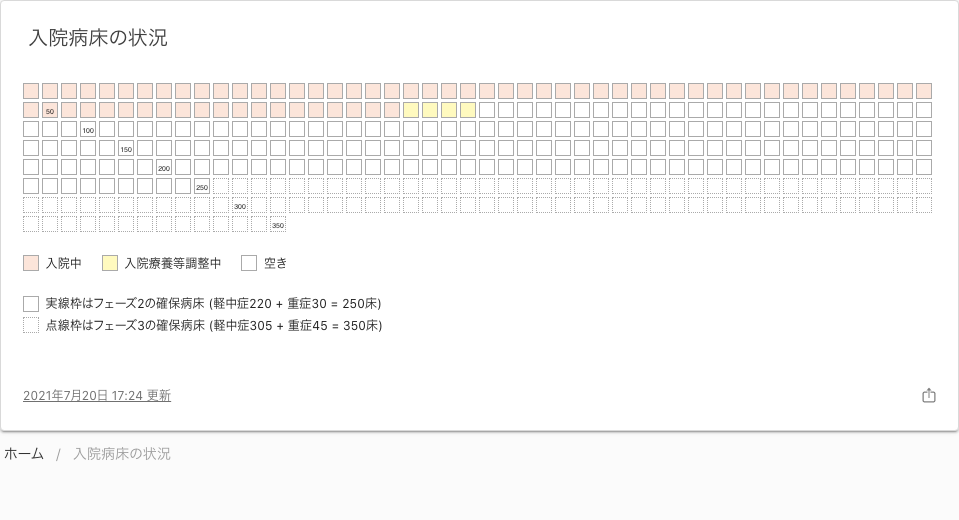 入院病床の状況
50
100
150
200
250
300
350
入院中 入院療養等調整中 空き
実線枠はフェーズ2の確保病床 (軽中症220 + 重症30 = 250床)
点線枠はフェーズ3の確保病床 (軽中症305 + 重症45 = 350床)
2021年7月20日 17:24 更新
ホーム / 入院病床の状況